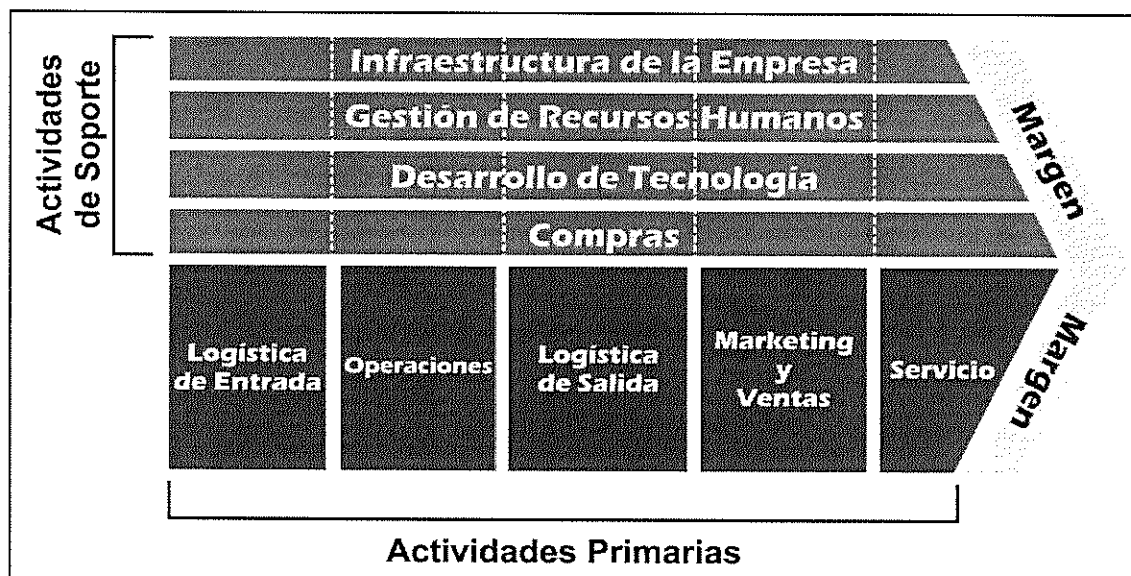 Actividades
de Soporte
Infraestructura de la Empresa
Gestión de Recursos Humanos
Desarrollo de Tecnología
Compras
Margen
Logística
de Entrada
Operaciones
Logística
de Salida
Marketing
y
Ventas
Servicio
Margen
Actividades Primarias